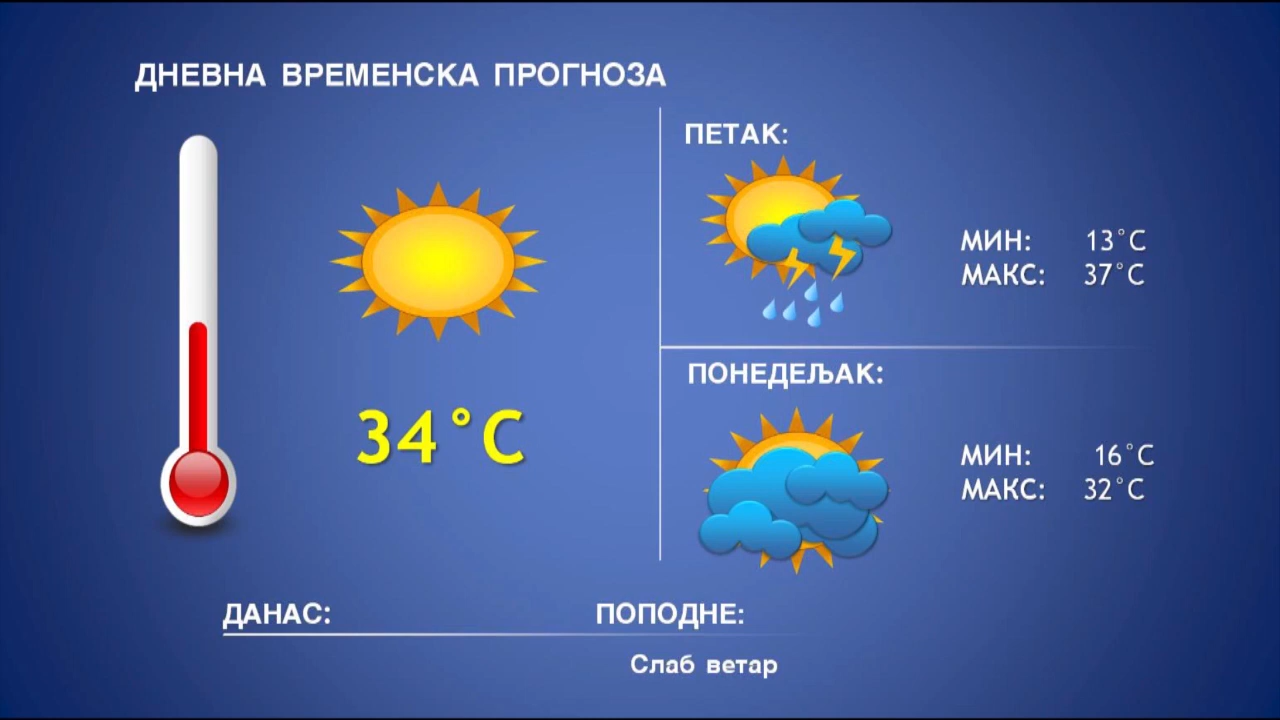 ДНЕВНА ВРЕМЕНСКА ПРОГНОЗА
34°C
ПЕТАК:
МИН: 13°C
МАКС: 37°C
ПОНЕДЕЉАК:
МИН: 16°C
МАКС: 32°C
ДАНАС: ПОПОДНЕ:
Слаб ветар